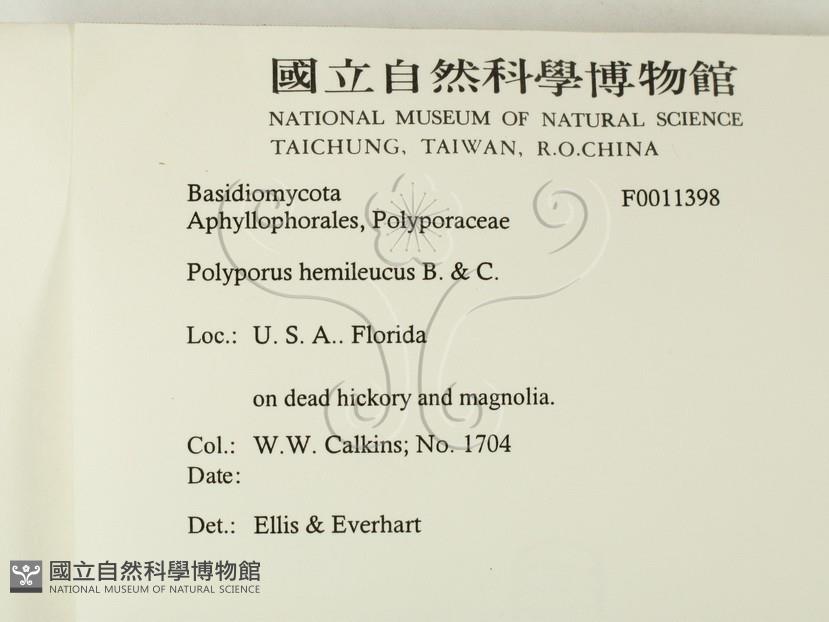 國立自然科學博物館
NATIONAL MUSEUM OF NATURAL SCIENCE
TAICHUNG, TAIWAN, R.O.CHINA
Basidiomycota F0011398
Aphyllophorales, Polyporaceae
Polyporus hemileucus B. & C.
Loc.: U. S. A.. Florida
on dead hickory and magnolia.
Col.: W.W. Calkins; No. 1704
Date:
Det.: Ellis & Everhart
國立自然科學博物館
NATIONAL MUSEUM OF NATURAL SCIENCE